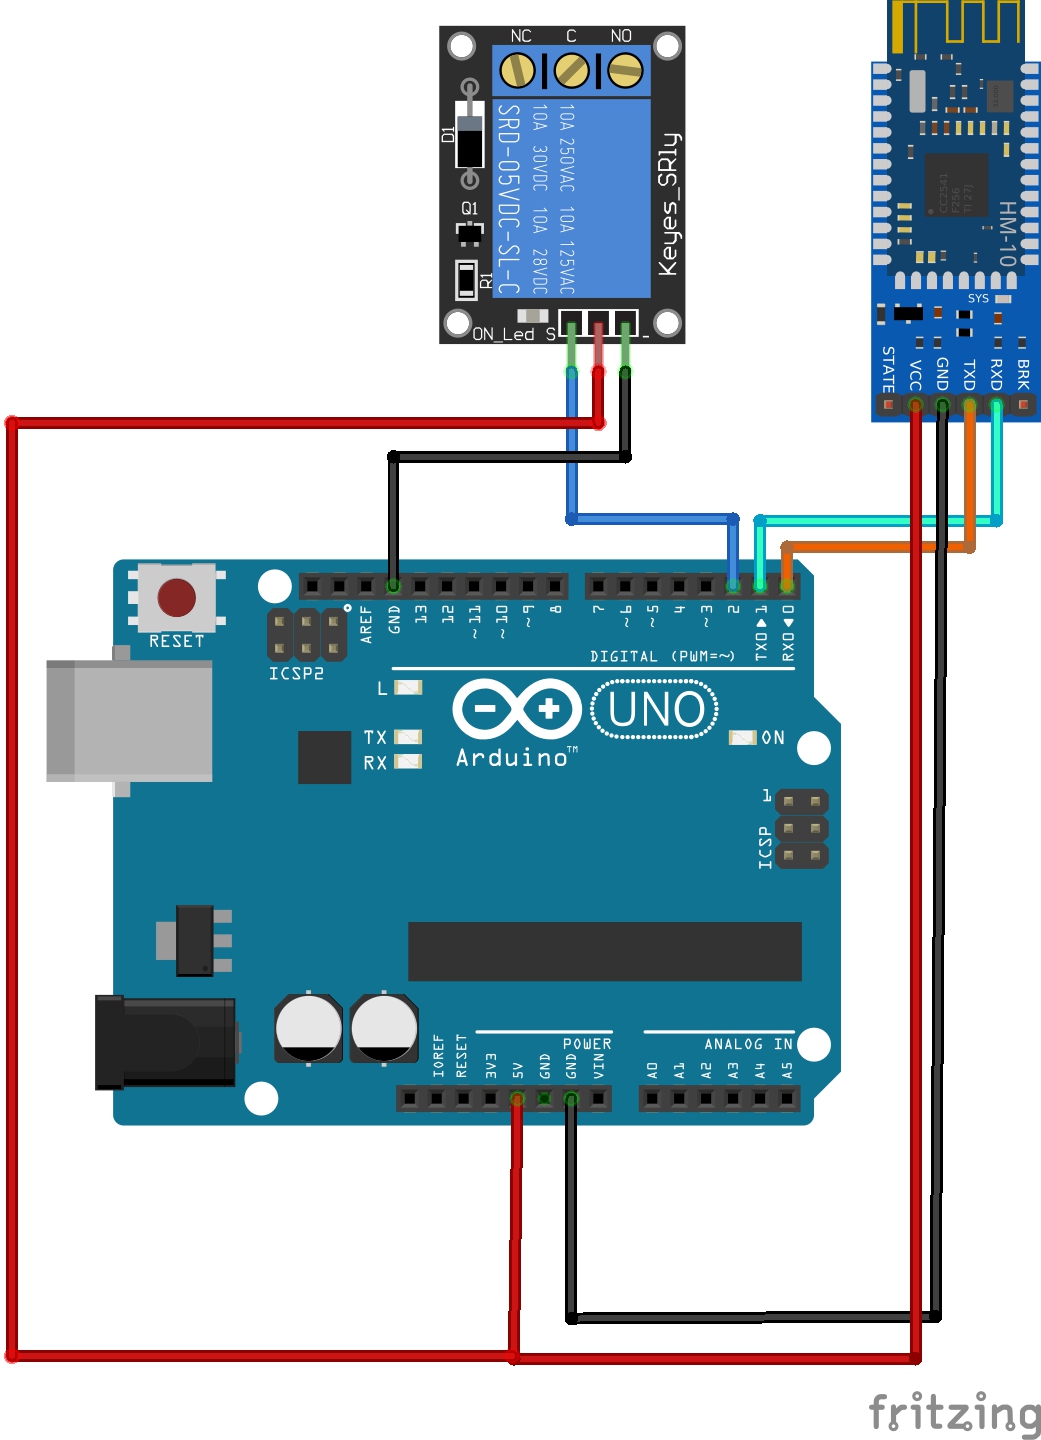 NC C NO
D1
SRD-05VDC-SL-C
10A 30VDC 10A 28VDC
10A 250VAC 10A 125VAC
Keyes_SRly
Q1
R1
ON_Led S -
CC2541
F256
TI 27J
HM-10
SYS
STATE
VCC
GND
TXD
RXD
BRK
RESET
ICSP2
AREF
GND
13
12
~11
~10
~9
8
7
~6
~5
4
~3
2
TX0 ▶ 1
RX0 ◀ 0
DIGITAL (PWM=~)
L
TX
RX
UNO
Arduino™
ON
1
ICSP
IOREF
RESET
3V3
5V
GND
GND
VIN
POWER
ANALOG IN
A0
A1
A2
A3
A4
A5
fritzing